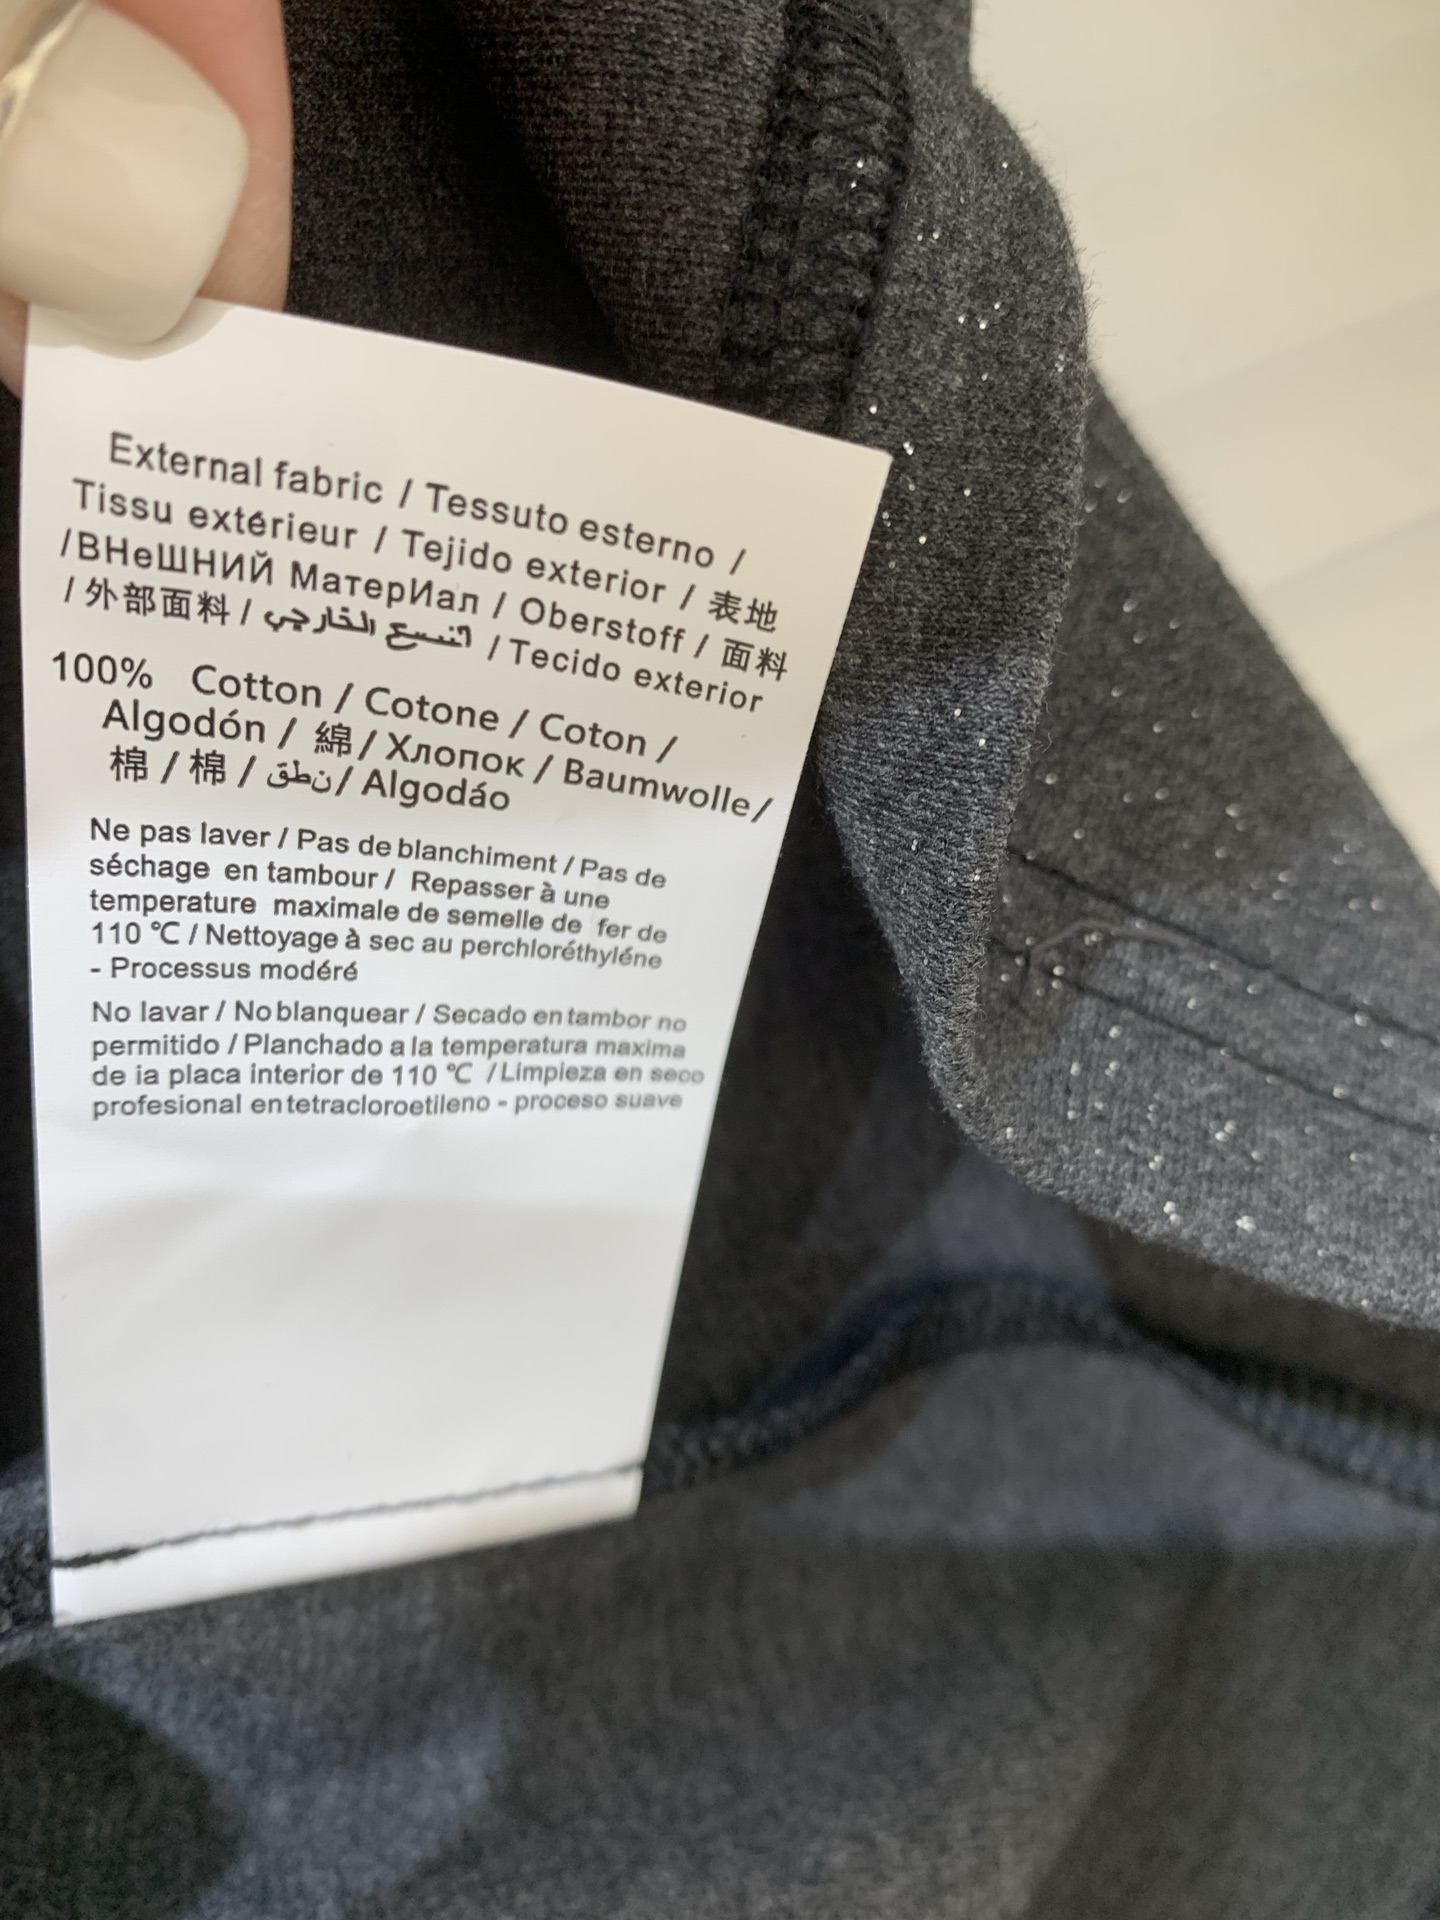 External fabric / Tessuto esterno /
Tissu extérieur / Tejido exterior / 表地
/ВНеШНИЙ МатерИал / Oberstoff / 面料
/ 外部面料 / النسيج الخارجي / Tecido exterior
100% Cotton / Cotone / Coton /
Algodón / 綿 / Хлопок / Baumwolle /
棉 / 棉 / نطق / Algodáo
Ne pas laver / Pas de blanchiment / Pas de
séchage en tambour / Repasser à une
temperature maximale de semelle de fer de
110 ℃ / Nettoyage à sec au perchloréthyléne
- Processus modéré
No lavar / No blanquear / Secado en tambor no
permitido / Planchado a la temperatura maxima
de ia placa interior de 110 ℃ / Limpieza en seco
profesional en tetracloroetileno - proceso suave